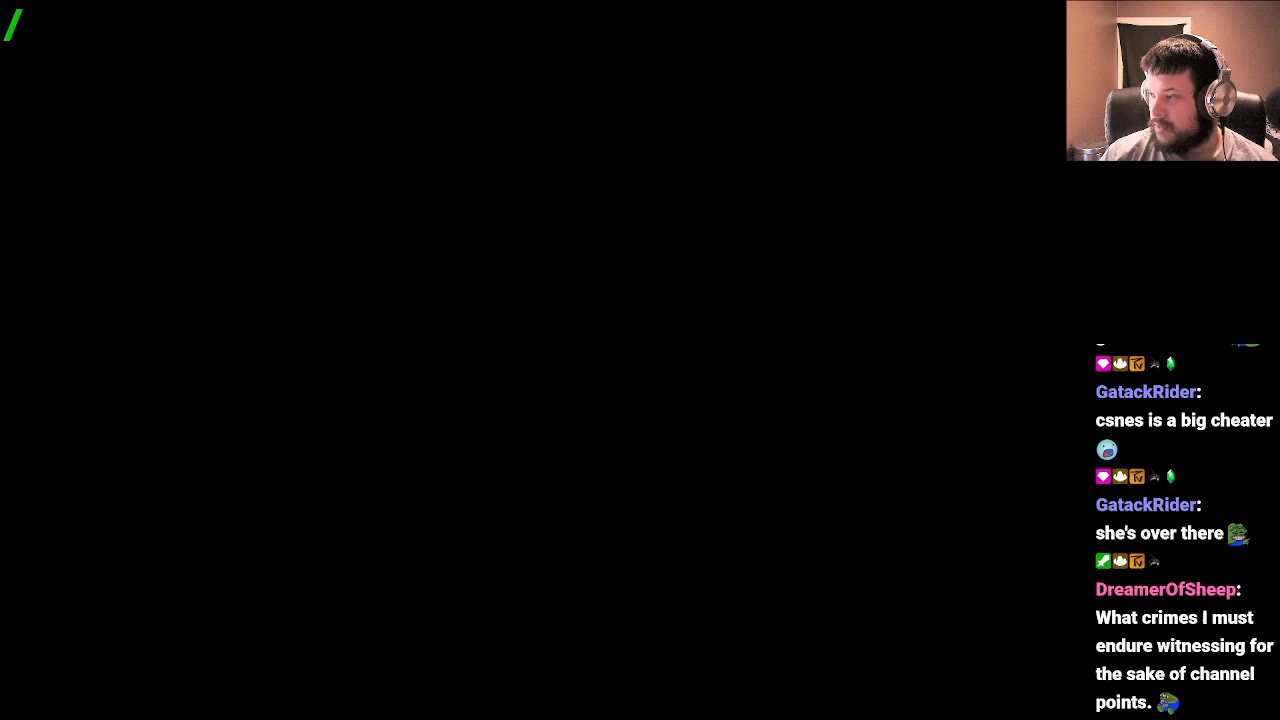 /
GatackRider:
csnes is a big cheater
GatackRider:
she's over there
DreamerOfSheep:
What crimes I must
endure witnessing for
the sake of channel
points.